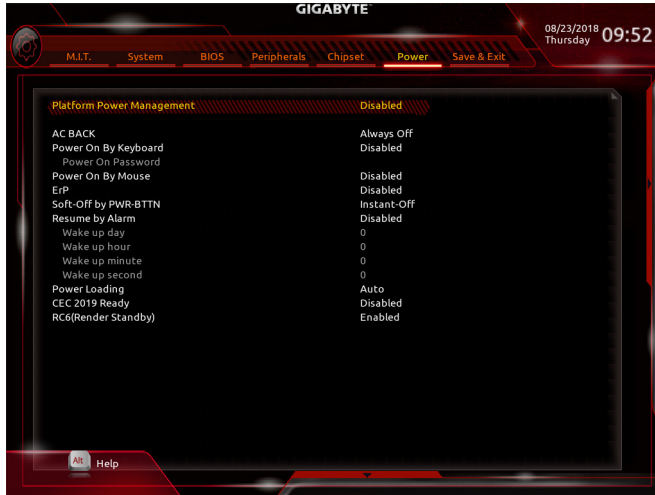 GIGABYTE™
08/23/2018
Thursday 09:52
M.I.T. System BIOS Peripherals Chipset Power Save & Exit
Platform Power Management Disabled
AC BACK Always Off
Power On By Keyboard Disabled
Power On Password
Power On By Mouse Disabled
ErP Disabled
Soft-Off by PWR-BTTN Instant-Off
Resume by Alarm Disabled
Wake up day 0
Wake up hour 0
Wake up minute 0
Wake up second 0
Power Loading Auto
CEC 2019 Ready Disabled
RC6(Render Standby) Enabled
Alt Help